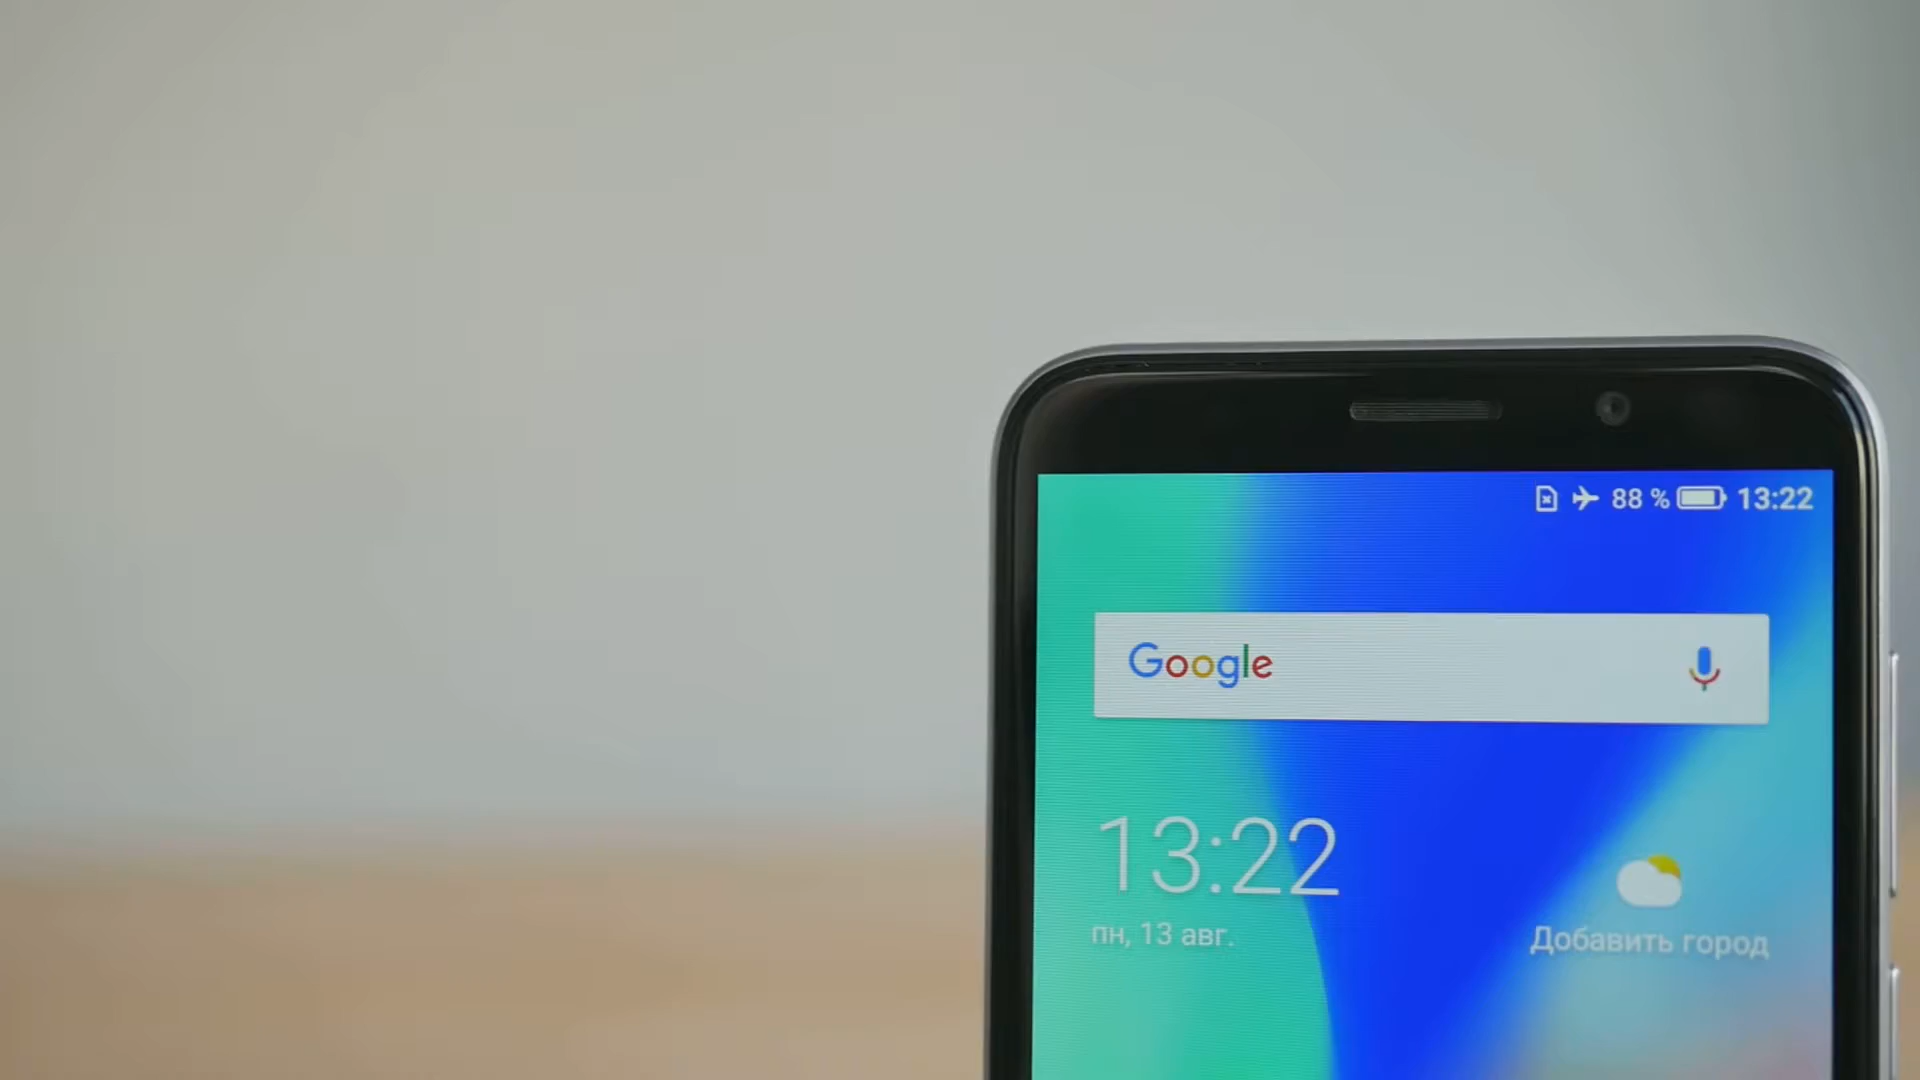 88 % 13:22
Google
13:22
пн, 13 авг.
Добавить город